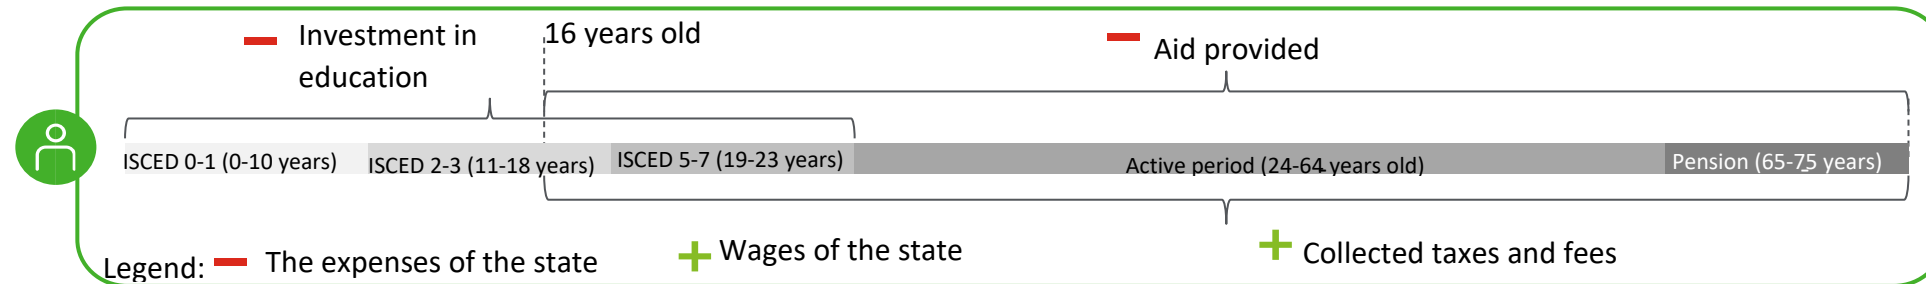 Investment in
education
16 years old
Aid provided
ISCED 0-1 (0-10 years)
ISCED 2-3 (11-18 years)
ISCED 5-7 (19-23 years)
Active period (24-64 years old)
Pension (65-75 years)
Legend:
The expenses of the state
Wages of the state
Collected taxes and fees